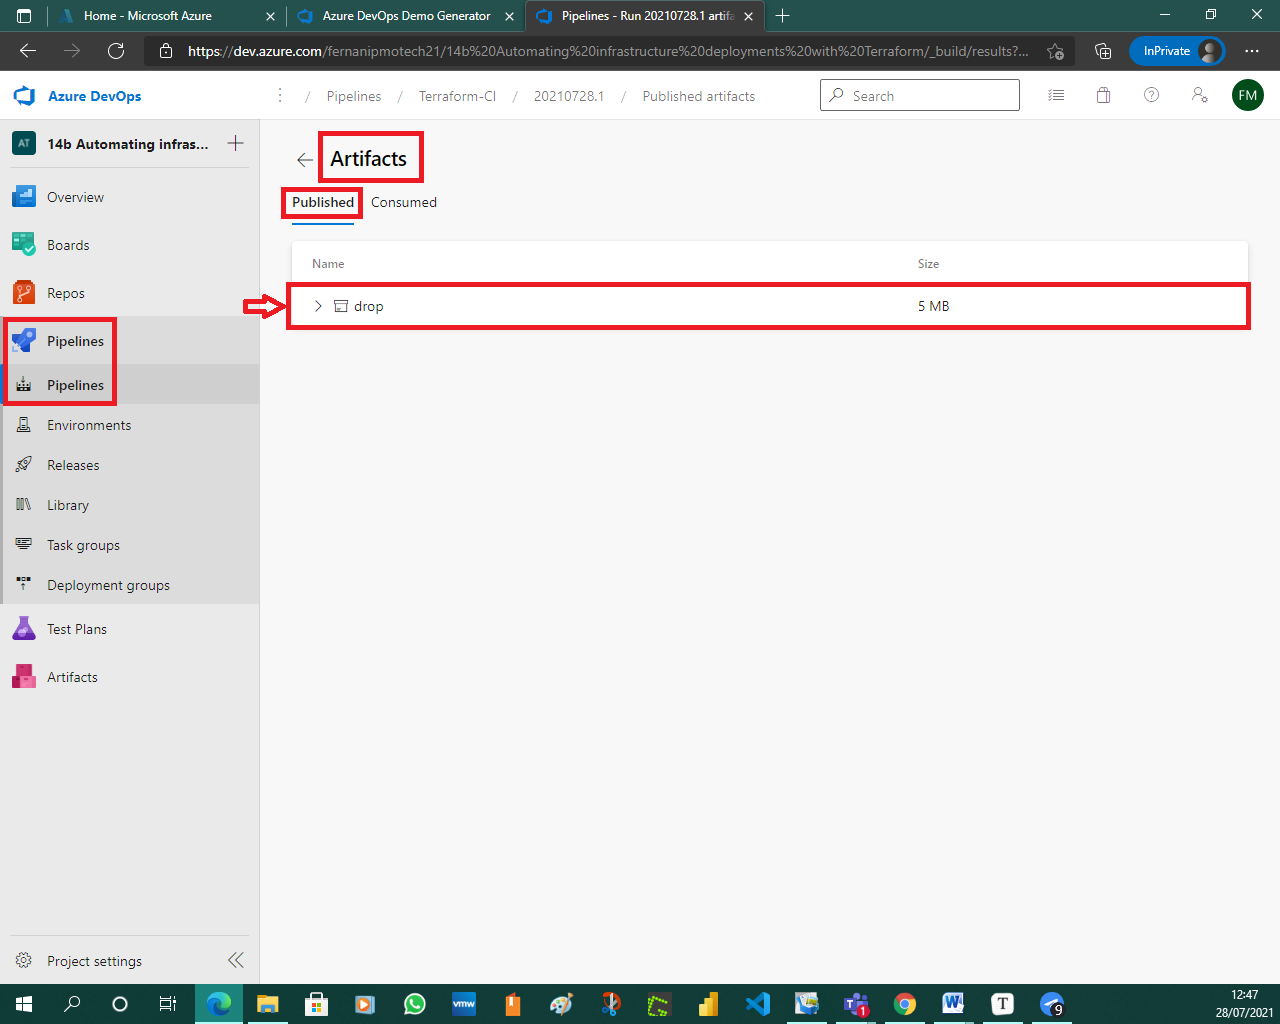 Home - Microsoft Azure
Azure DevOps Demo Generator
Pipelines - Run 20210728.1 artifa
https://dev.azure.com/fernanipmotech21/14b%20Automating%20infrastructure%20deployments%20with%20Terraform/_build/results?...
InPrivate
Azure DevOps
/ Pipelines / Terraform-CI / 20210728.1 / Published artifacts
Search
FM
AT
14b Automating infras...
Overview
Boards
Repos
Pipelines
Pipelines
Environments
Releases
Library
Task groups
Deployment groups
Test Plans
Artifacts
Project settings
Artifacts
Published
Consumed
Name
Size
drop
5 MB
vmw
1
W
T
9
12:47
28/07/2021